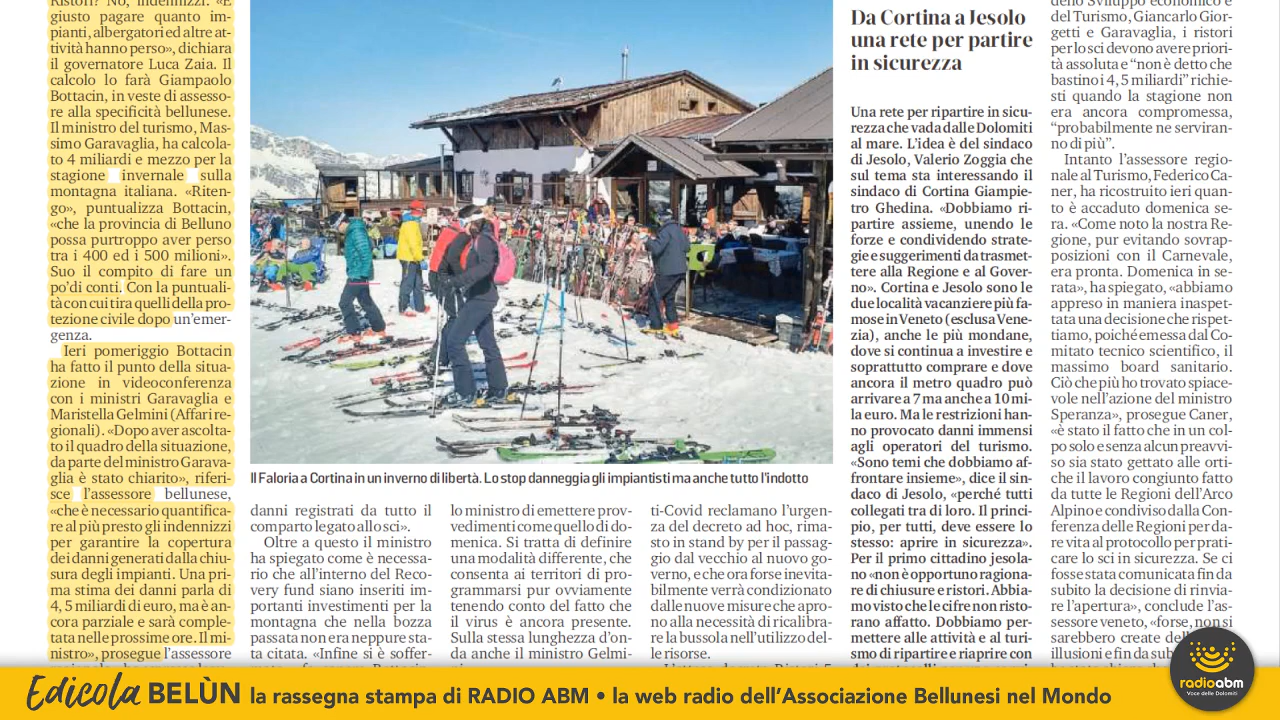 Ristori? No, indennizzi. «È
giusto pagare quanto im-
pianti, albergatori ed altre at-
tività hanno perso», dichiara
il governatore Luca Zaia. Il
calcolo lo farà Giampaolo
Bottacin, in veste di assesso-
re alla specificità bellunese.
Il ministro del turismo, Mas-
simo Garavaglia, ha calcola-
to 4 miliardi e mezzo per la
stagione invernale sulla
montagna italiana. «Riten-
go», puntualizza Bottacin,
«che la provincia di Belluno
possa purtroppo aver perso
tra i 400 ed i 500 milioni».
Suo il compito di fare un
po'di conti. Con la puntuali-
tà con cui tira quelli della pro-
tezione civile dopo un'emer-
genza.
Ieri pomeriggio Bottacin
ha fatto il punto della situa-
zione in videoconferenza
con i ministri Garavaglia e
Maristella Gelmini (Affari re-
gionali). «Dopo aver ascolta-
to il quadro della situazione,
da parte del ministro Garava-
glia è stato chiarito», riferi-
sce l'assessore bellunese,
«che è necessario quantifica-
re al più presto gli indennizzi
per garantire la copertura
dei danni generati dalla chiu-
sura degli impianti. Una pri-
ma stima dei danni parla di
4,5 miliardi di euro, ma è an-
cora parziale e sarà comple-
tata nelle prossime ore. Il mi-
nistro», prosegue l'assessore
Il Faloria a Cortina in un inverno di libertà. Lo stop danneggia gli impiantisti ma anche tutto l'indotto
danni registrati da tutto il
comparto legato allo sci».
Oltre a questo il ministro
ha spiegato come è necessa-
rio che all'interno del Reco-
very fund siano inseriti im-
portanti investimenti per la
montagna che nella bozza
passata non era neppure sta-
ta citata. «Infine si è soffer-
lo ministro di emettere prov-
vedimenti come quello di do-
menica. Si tratta di definire
una modalità differente, che
consenta ai territori di pro-
grammarsi pur ovviamente
tenendo conto del fatto che
il virus è ancora presente.
Sulla stessa lunghezza d'on-
da anche il ministro Gelmi-
ti-Covid reclamano l'urgen-
za del decreto ad hoc, rima-
sto in stand by per il passag-
gio dal vecchio al nuovo go-
verno, e che ora forse inevita-
bilmente verrà condizionato
dalle nuove misure che apro-
no alla necessità di ricalibra-
re la bussola nell'utilizzo del-
le risorse.
Da Cortina a Jesolo
una rete per partire
in sicurezza
Una rete per ripartire in sicu-
rezza che vada dalle Dolomiti
al mare. L'idea è del sindaco
di Jesolo, Valerio Zoggia che
sul tema sta interessando il
sindaco di Cortina Giampie-
tro Ghedina. «Dobbiamo ri-
partire assieme, unendo le
forze e condividendo strate-
gie e suggerimenti da trasmet-
tere alla Regione e al Gover-
no». Cortina e Jesolo sono le
due località vacanziere più fa-
mose in Veneto (esclusa Vene-
zia), anche le più mondane,
dove si continua a investire e
soprattutto comprare e dove
ancora il metro quadro può
arrivare a 7 ma anche a 10 mi-
la euro. Ma le restrizioni han-
no provocato danni immensi
agli operatori del turismo.
«Sono temi che dobbiamo af-
frontare insieme», dice il sin-
daco di Jesolo, «perché tutti
collegati tra di loro. Il princi-
pio, per tutti, deve essere lo
stesso: aprire in sicurezza».
Per il primo cittadino jesola-
no «non è opportuno ragiona-
re di chiusure e ristori. Abbia-
mo visto che le cifre non risto-
rano affatto. Dobbiamo per-
mettere alle attività e al turi-
smo di ripartire e riaprire con
dello Sviluppo economico e
del Turismo, Giancarlo Gior-
getti e Garavaglia, i ristori
per lo sci devono avere priori-
tà assoluta e “non è detto che
bastino i 4,5 miliardi” richie-
sti quando la stagione non
era ancora compromessa,
“probabilmente ne serviran-
no di più”.
Intanto l'assessore regio-
nale al Turismo, Federico Ca-
ner, ha ricostruito ieri quan-
to è accaduto domenica se-
ra. «Come noto la nostra Re-
gione, pur evitando sovrap-
posizioni con il Carnevale,
era pronta. Domenica in se-
rata», ha spiegato, «abbiamo
appreso in maniera inaspet-
tata una decisione che rispet-
tiamo, poiché emessa dal Co-
mitato tecnico scientifico, il
massimo board sanitario.
Ciò che più ho trovato spiace-
vole nell'azione del ministro
Speranza», prosegue Caner,
«è stato il fatto che in un col-
po solo e senza alcun preavvi-
so sia stato gettato alle orti-
che il lavoro congiunto fatto
da tutte le Regioni dell'Arco
Alpino e condiviso dalla Con-
ferenza delle Regioni per da-
re vita al protocollo per prati-
care lo sci in sicurezza. Se ci
fosse stata comunicata fin da
subito la decisione di rinvia-
re l'apertura», conclude l'as-
sessore veneto, «forse, non si
sarebbero create del
illusioni e fin da sub
Edicola BELÙN la rassegna stampa di RADIO ABM • la web radio dell'Associazione Bellunesi nel Mondo
radioabm
Voce delle Dolomiti